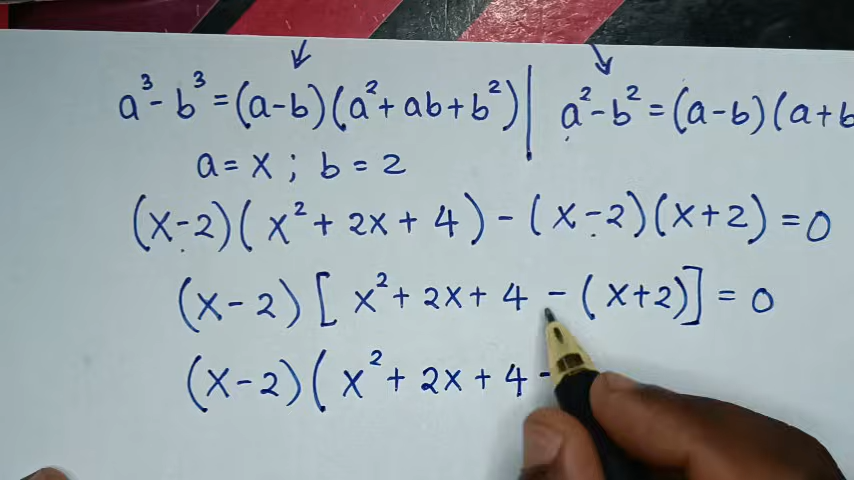 a³-b³=(a-b)(a²+ab+b²) | a²-b²=(a-b)(a+b
a=x ; b=2
(x-2)(x²+2x+4)-(x-2)(x+2)=0
(x-2)[x²+2x+4-(x+2)]=0
(x-2)(x²+2x+4-